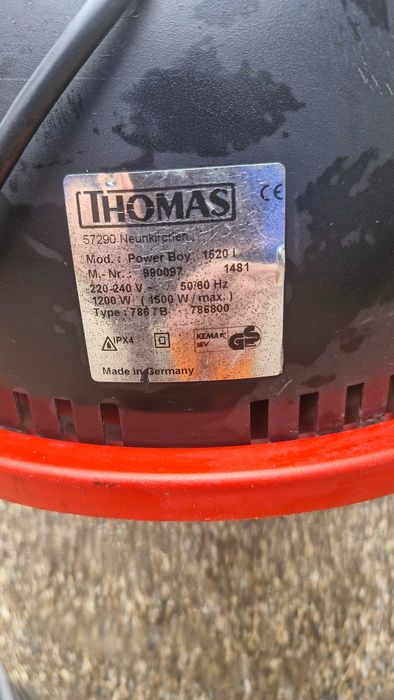 THOMAS CE
57290 Neunkirchen
Mod.: Power Boy 1520 I
M.-Nr.: 990097 1481
220-240 V ~ 50/60 Hz
1200 W (1500 W/max.)
Type: 786 / B 786800
IPX4 KEMA GS
Made in Germany